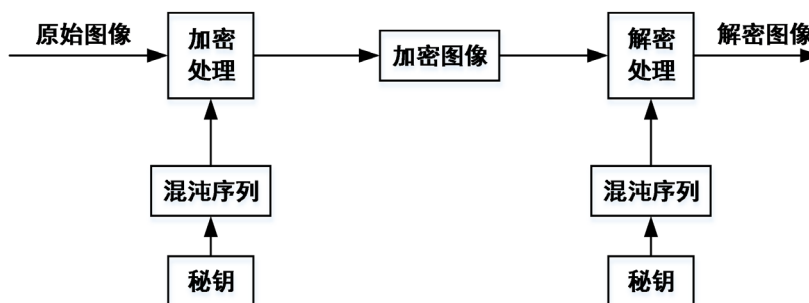 原始图像
加密
处理
加密图像
解密
处理
解密图像
混沌序列
混沌序列
秘钥
秘钥